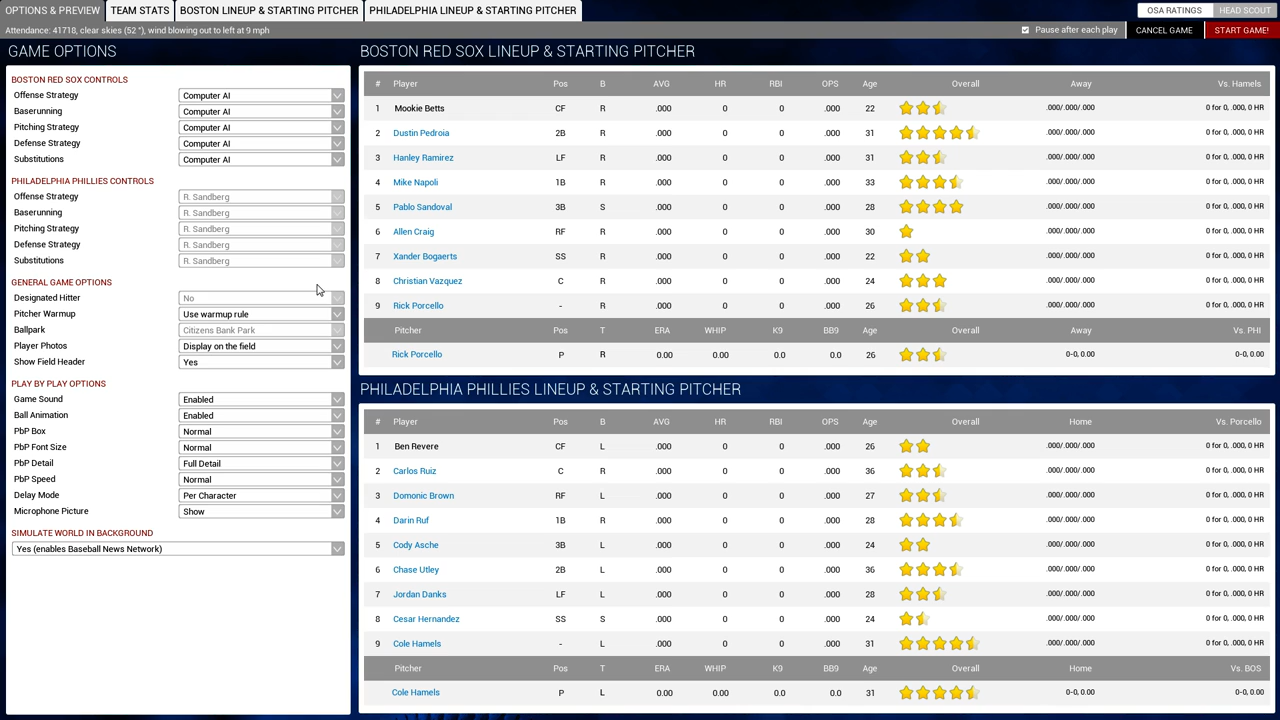 OPTIONS & PREVIEW TEAM STATS BOSTON LINEUP & STARTING PITCHER PHILADELPHIA LINEUP & STARTING PITCHER OSA RATINGS HEAD SCOUT
Attendance: 41718, clear skies (52 °), wind blowing out to left at 9 mph Pause after each play CANCEL GAME START GAME!
GAME OPTIONS
BOSTON RED SOX CONTROLS
Offense Strategy Computer AI
Baserunning Computer AI
Pitching Strategy Computer AI
Defense Strategy Computer AI
Substitutions Computer AI
PHILADELPHIA PHILLIES CONTROLS
Offense Strategy R. Sandberg
Baserunning R. Sandberg
Pitching Strategy R. Sandberg
Defense Strategy R. Sandberg
Substitutions R. Sandberg
GENERAL GAME OPTIONS
Designated Hitter No
Pitcher Warmup Use warmup rule
Ballpark Citizens Bank Park
Player Photos Display on the field
Show Field Header Yes
PLAY BY PLAY OPTIONS
Game Sound Enabled
Ball Animation Enabled
PbP Box Normal
PbP Font Size Normal
PbP Detail Full Detail
PbP Speed Normal
Delay Mode Per Character
Microphone Picture Show
SIMULATE WORLD IN BACKGROUND
Yes (enables Baseball News Network)
BOSTON RED SOX LINEUP & STARTING PITCHER
# Player Pos B AVG HR RBI OPS Age Overall Away Vs. Hamels
1 Mookie Betts CF R .000 0 0 .000 22 .000/.000/.000 0 for 0, .000, 0 HR
2 Dustin Pedroia 2B R .000 0 0 .000 31 .000/.000/.000 0 for 0, .000, 0 HR
3 Hanley Ramirez LF R .000 0 0 .000 31 .000/.000/.000 0 for 0, .000, 0 HR
4 Mike Napoli 1B R .000 0 0 .000 33 .000/.000/.000 0 for 0, .000, 0 HR
5 Pablo Sandoval 3B S .000 0 0 .000 28 .000/.000/.000 0 for 0, .000, 0 HR
6 Allen Craig RF R .000 0 0 .000 30 .000/.000/.000 0 for 0, .000, 0 HR
7 Xander Bogaerts SS R .000 0 0 .000 22 .000/.000/.000 0 for 0, .000, 0 HR
8 Christian Vazquez C R .000 0 0 .000 24 .000/.000/.000 0 for 0, .000, 0 HR
9 Rick Porcello - R .000 0 0 .000 26 .000/.000/.000 0 for 0, .000, 0 HR
Pitcher Pos T ERA WHIP K9 BB9 Age Overall Away Vs. PHI
Rick Porcello P R 0.00 0.00 0.0 0.0 26 0-0, 0.00 0-0, 0.00
PHILADELPHIA PHILLIES LINEUP & STARTING PITCHER
# Player Pos B AVG HR RBI OPS Age Overall Home Vs. Porcello
1 Ben Revere CF L .000 0 0 .000 26 .000/.000/.000 0 for 0, .000, 0 HR
2 Carlos Ruiz C R .000 0 0 .000 36 .000/.000/.000 0 for 0, .000, 0 HR
3 Domonic Brown RF L .000 0 0 .000 27 .000/.000/.000 0 for 0, .000, 0 HR
4 Darin Ruf 1B R .000 0 0 .000 28 .000/.000/.000 0 for 0, .000, 0 HR
5 Cody Asche 3B L .000 0 0 .000 24 .000/.000/.000 0 for 0, .000, 0 HR
6 Chase Utley 2B L .000 0 0 .000 36 .000/.000/.000 0 for 0, .000, 0 HR
7 Jordan Danks LF L .000 0 0 .000 28 .000/.000/.000 0 for 0, .000, 0 HR
8 Cesar Hernandez SS S .000 0 0 .000 24 .000/.000/.000 0 for 0, .000, 0 HR
9 Cole Hamels - L .000 0 0 .000 31 .000/.000/.000 0 for 0, .000, 0 HR
Pitcher Pos T ERA WHIP K9 BB9 Age Overall Home Vs. BOS
Cole Hamels P L 0.00 0.00 0.0 0.0 31 0-0, 0.00 0-0, 0.00